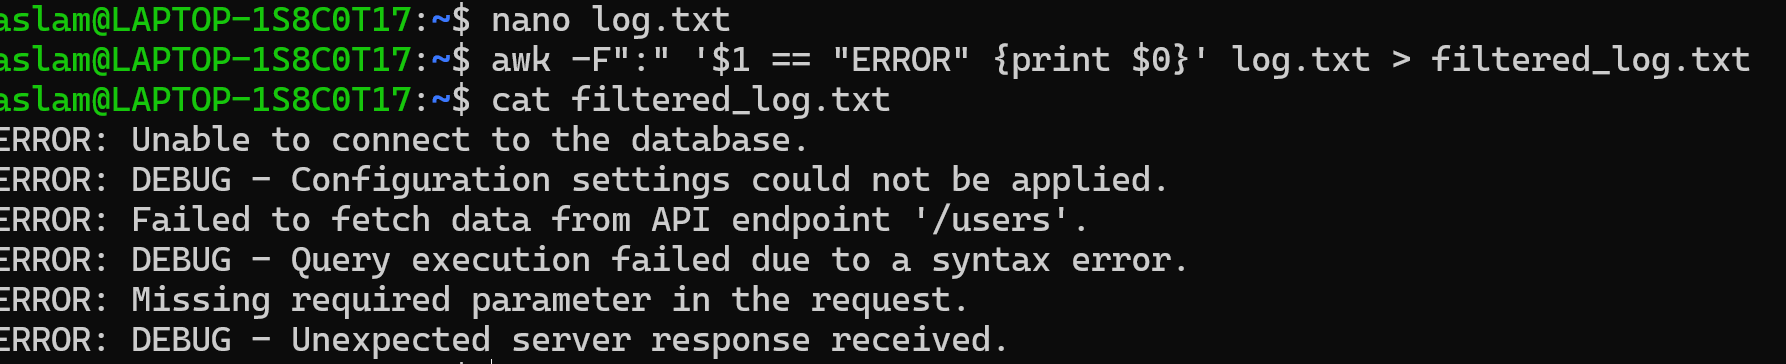 aslam@LAPTOP-1S8C0T17:~$ nano log.txt
aslam@LAPTOP-1S8C0T17:~$ awk -F":" '$1 == "ERROR" {print $0}' log.txt > filtered_log.txt
aslam@LAPTOP-1S8C0T17:~$ cat filtered_log.txt
ERROR: Unable to connect to the database.
ERROR: DEBUG - Configuration settings could not be applied.
ERROR: Failed to fetch data from API endpoint '/users'.
ERROR: DEBUG - Query execution failed due to a syntax error.
ERROR: Missing required parameter in the request.
ERROR: DEBUG - Unexpected server response received.